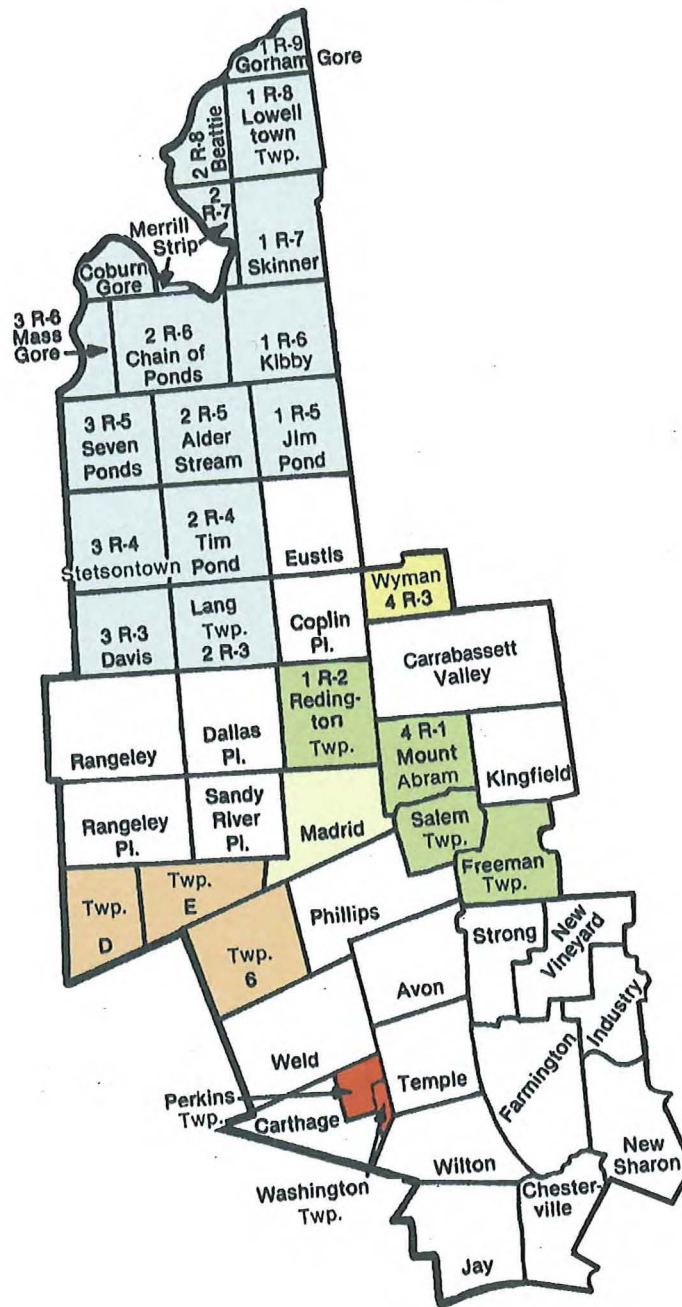 1 R-9
Gorham Gore
1 R-8
Lowell
town
Twp.
2 R-8
Beattie
2
R-7
Merrill
Strip
1 R-7
Skinner
Coburn
Gore
3 R-6
Mass
Gore
2 R-6
Chain of
Ponds
1 R-6
Kibby
3 R-5
Seven
Ponds
2 R-5
Alder
Stream
1 R-5
Jim
Pond
3 R-4
Stetsontown
2 R-4
Tim
Pond
Eustis
Wyman
4 R-3
3 R-3
Davis
Lang
Twp.
2 R-3
Coplin
Pl.
Carrabassett
Valley
Rangeley
Dallas
Pl.
1 R-2
Reding-
ton
Twp.
4 R-1
Mount
Abram
Kingfield
Rangeley
Pl.
Sandy
River
Pl.
Madrid
Salem
Twp.
Freeman
Twp.
Twp.
D
Twp.
E
Twp.
6
Phillips
Strong
New
Vineyard
Avon
Industry
Weld
Temple
Farmington
Perkins
Twp.
Carthage
Wilton
New
Sharon
Washington
Twp.
Chester-
ville
Jay